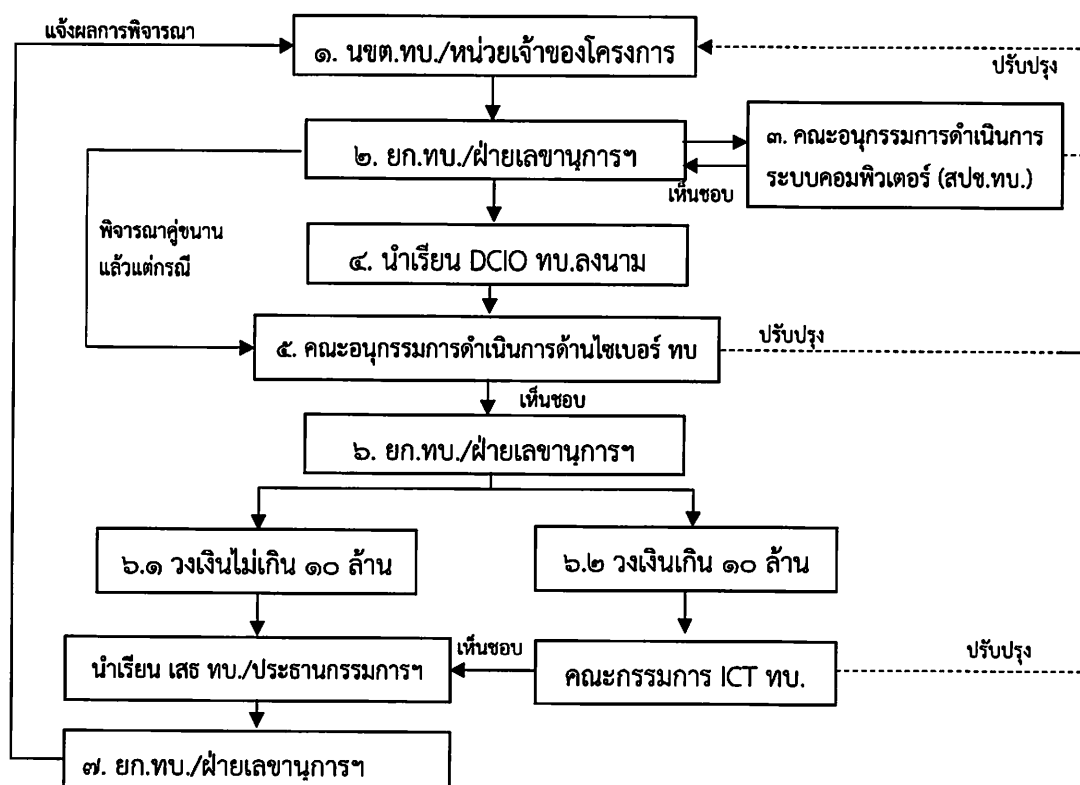 แจ้งผลการพิจารณา
๑. นขต.ทบ./หน่วยเจ้าของโครงการ
ปรับปรุง
๒. ยก.ทบ./ฝ่ายเลขานุการฯ
๓. คณะอนุกรรมการดำเนินการ
ระบบคอมพิวเตอร์ (สปช.ทบ.)
เห็นชอบ
พิจารณาคู่ขนาน
แล้วแต่กรณี
๔. นำเรียน DCIO ทบ.ลงนาม
๕. คณะอนุกรรมการดำเนินการด้านไซเบอร์ ทบ
ปรับปรุง
เห็นชอบ
๖. ยก.ทบ./ฝ่ายเลขานุการฯ
๖.๑ วงเงินไม่เกิน ๑๐ ล้าน
๖.๒ วงเงินเกิน ๑๐ ล้าน
นำเรียน เสธ ทบ./ประธานกรรมการฯ
เห็นชอบ
คณะกรรมการ ICT ทบ.
ปรับปรุง
๗. ยก.ทบ./ฝ่ายเลขานุการฯ